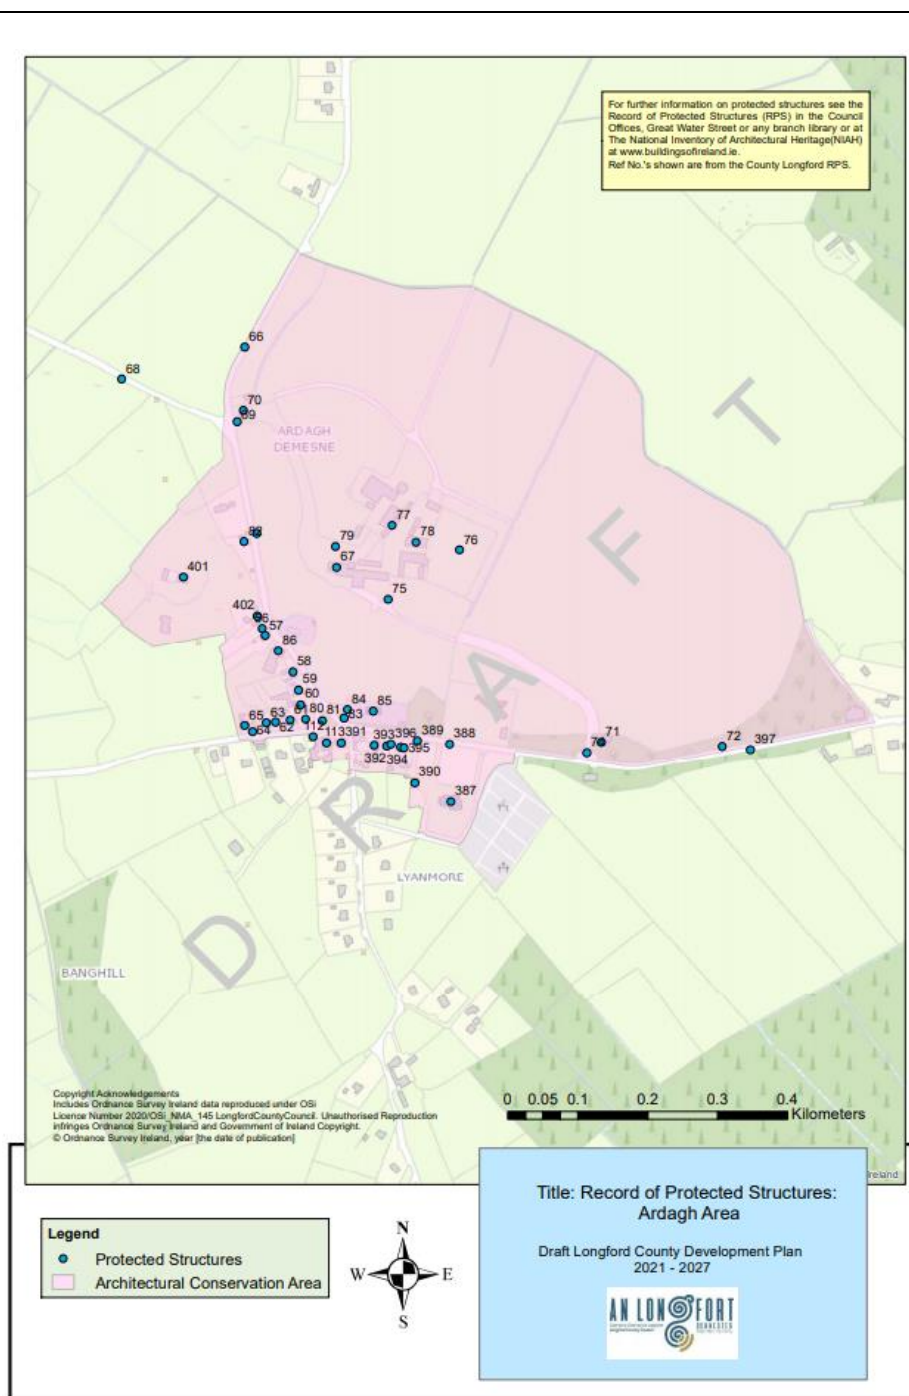 For further information on protected structures see the
Record of Protected Structures (RPS) in the Council
Offices, Great Water Street or any branch library or at
The National Inventory of Architectural Heritage(NIAH)
at www.buildingsofireland.ie.
Ref No.'s shown are from the County Longford RPS.
66
68
70
69
ARDAGH
DEMESNE
T
77
79
78
76
F
67
401
75
402
57
86
58
A
59
60
84
85
65
63
61
80
81
83
64
62
112
113
391
393
396
389
388
71
72
397
392
394
395
390
387
R
LYANMORE
D
BANGHILL
Copyright Acknowledgements
Includes Ordnance Survey Ireland data reproduced under OSi
Licence Number 2020/OSi_NMA_145 LongfordCountyCouncil. Unauthorised Reproduction
infringes Ordnance Survey Ireland and Government of Ireland Copyright.
© Ordnance Survey Ireland, year [the date of publication]
0 0.05 0.1 0.2 0.3 0.4
Kilometers
Ireland
Legend
Protected Structures
Architectural Conservation Area
N
W E
S
Title: Record of Protected Structures:
Ardagh Area
Draft Longford County Development Plan
2021 - 2027
AN LONGFORT